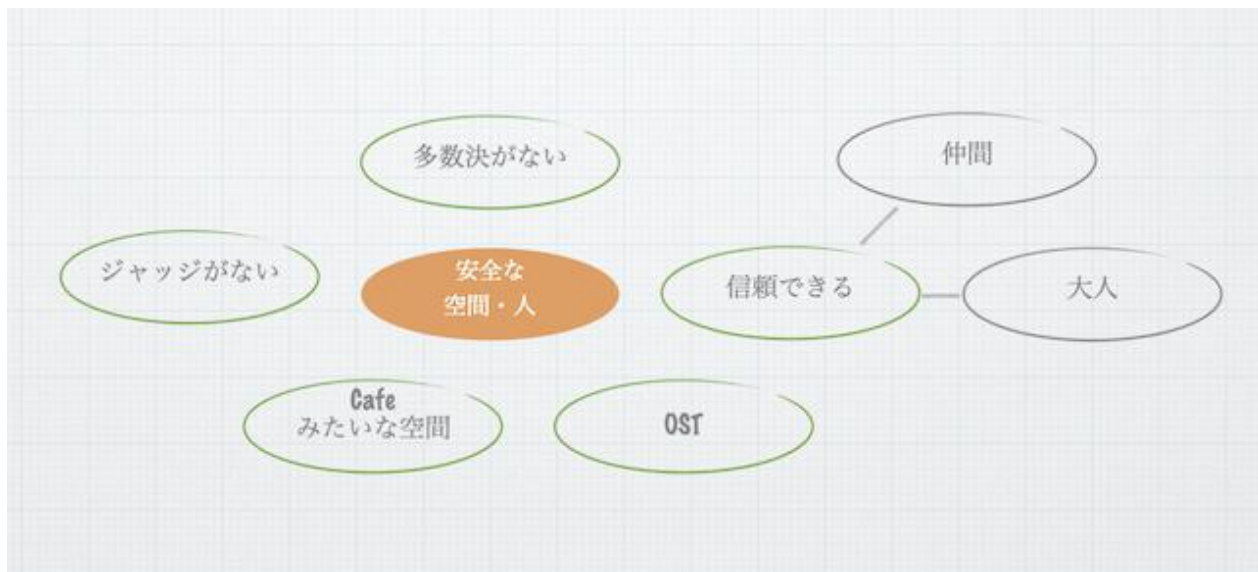 多数決がない
仲間
ジャッジがない
安全な
空間・人
信頼できる
大人
Cafe
みたいな空間
OST